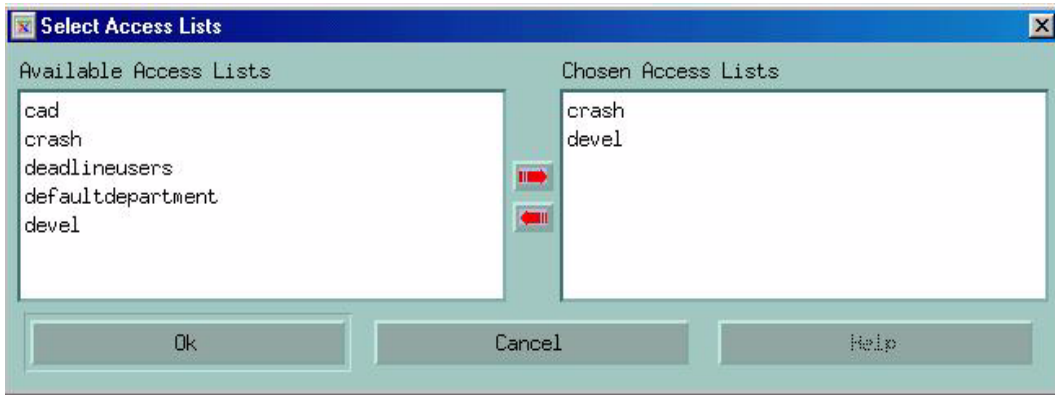 Select Access Lists
Available Access Lists
cad
crash
deadlineusers
defaultdepartment
devel
Chosen Access Lists
crash
devel
Ok
Cancel
Help